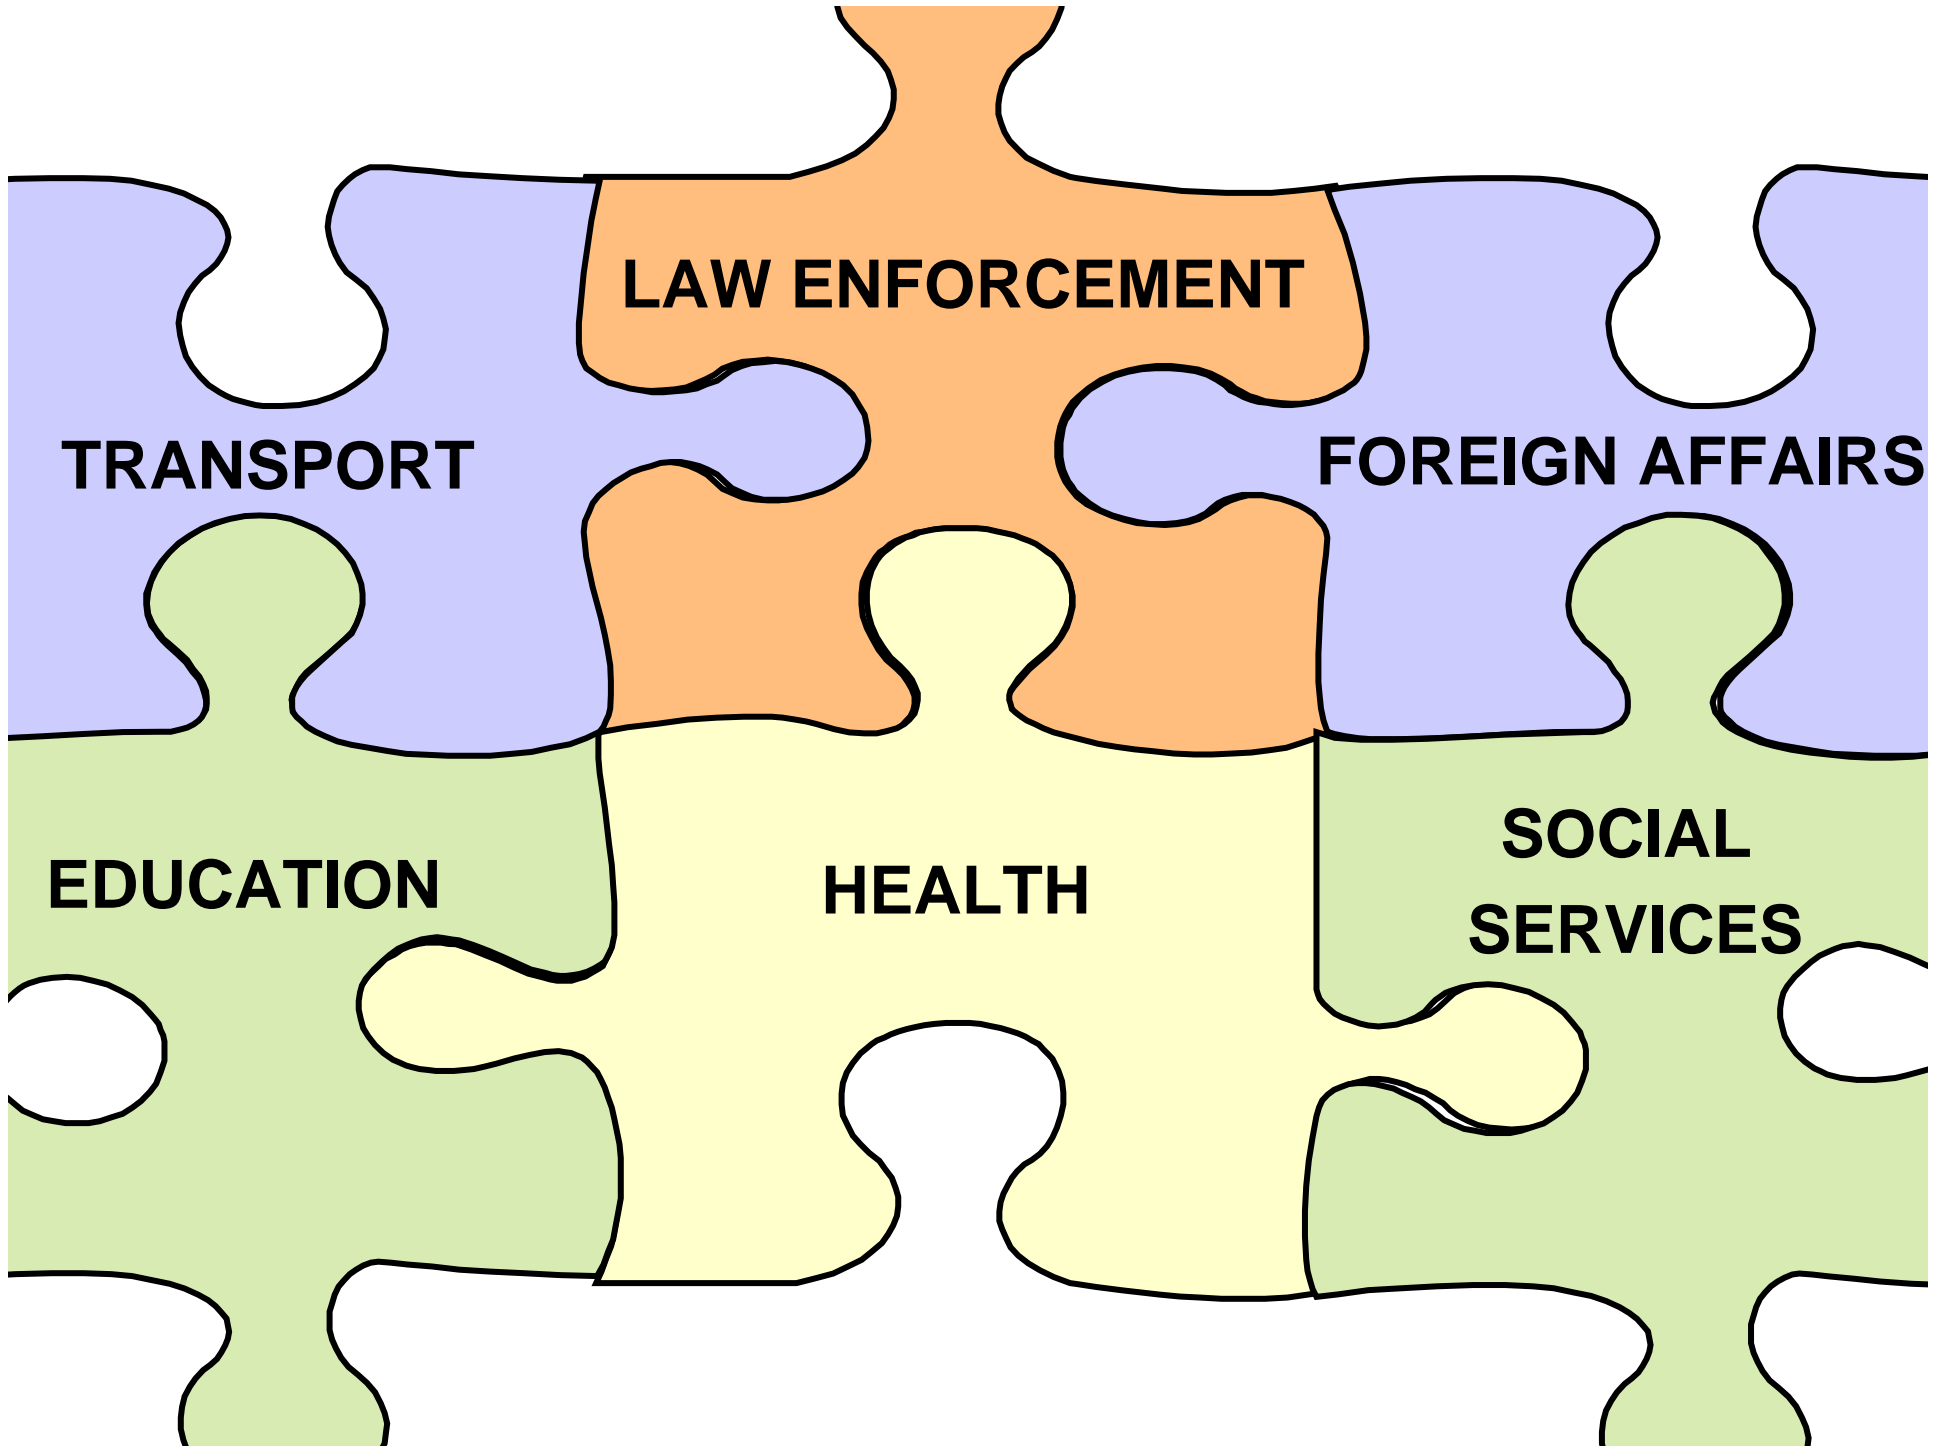 LAW ENFORCEMENT
TRANSPORT
FOREIGN AFFAIRS
EDUCATION
HEALTH
SOCIAL
SERVICES